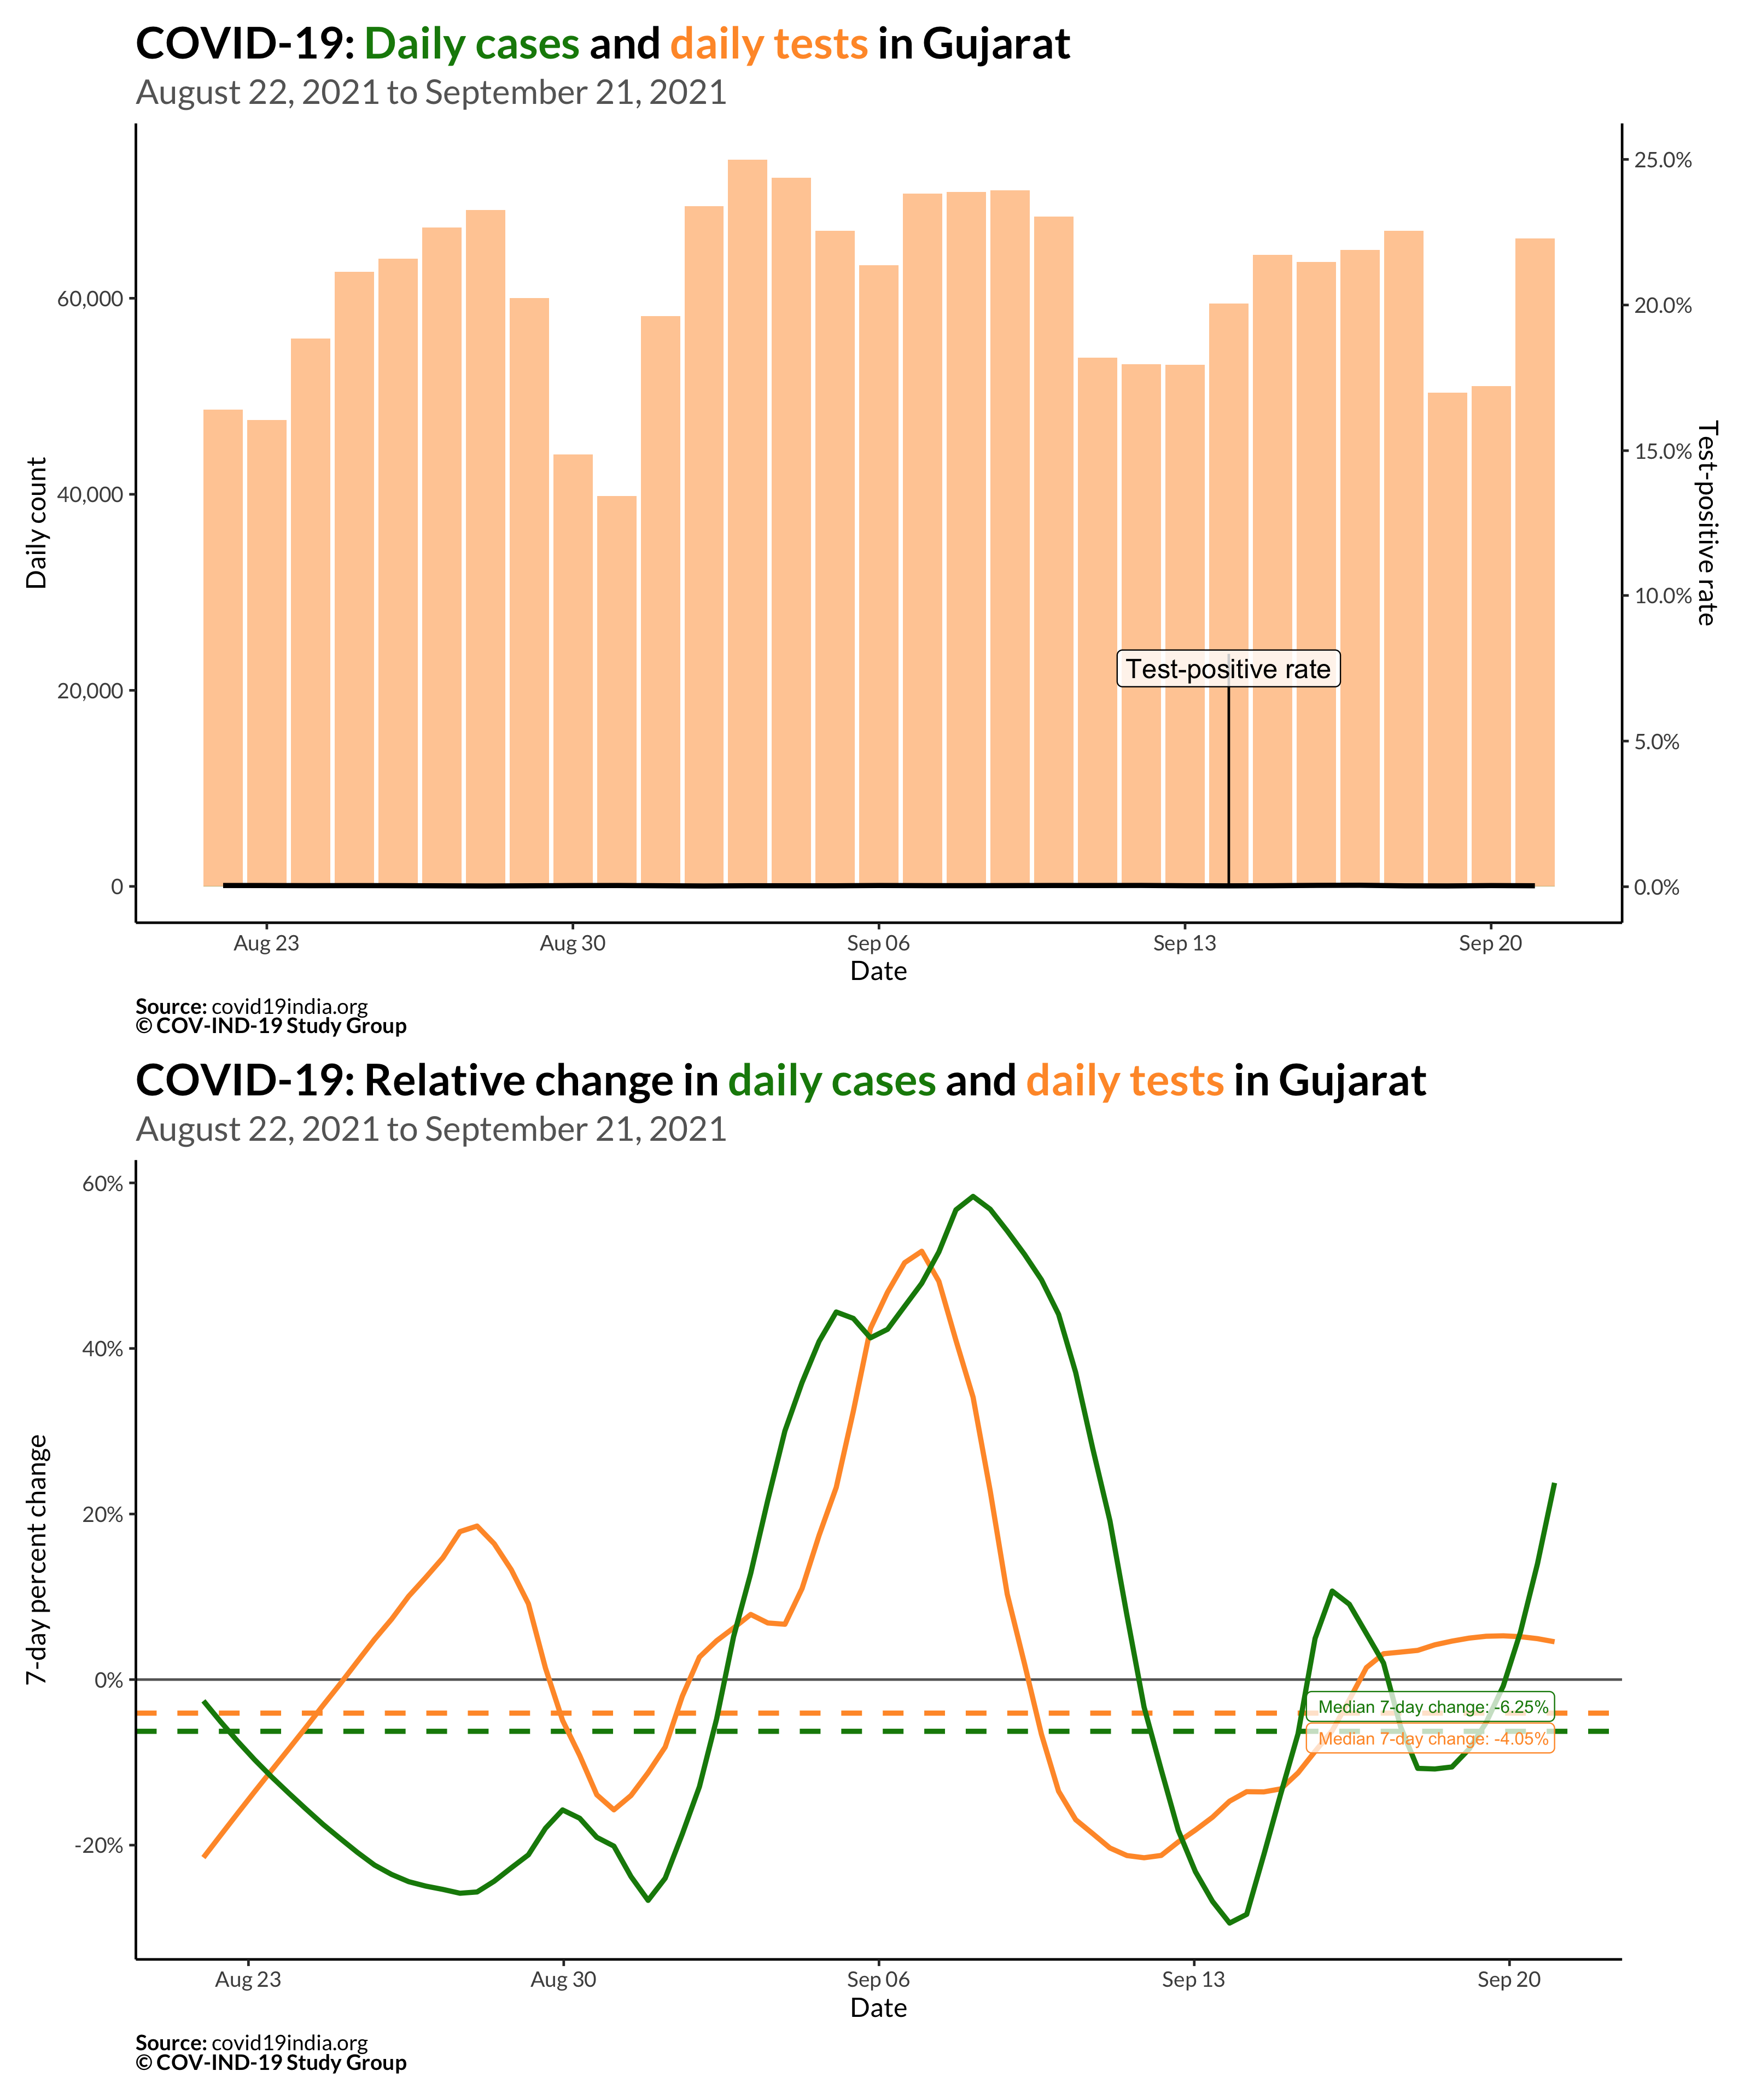 COVID-19: Daily cases and daily tests in Gujarat
August 22, 2021 to September 21, 2021
25.0%
60,000
20.0%
15.0%
40,000
10.0%
20,000
5.0%
0
0.0%
Daily count
Test-positive rate
Test-positive rate
Aug 23
Aug 30
Sep 06
Sep 13
Sep 20
Date
Source: covid19india.org
© COV-IND-19 Study Group
COVID-19: Relative change in daily cases and daily tests in Gujarat
August 22, 2021 to September 21, 2021
60%
40%
20%
0%
-20%
7-day percent change
Median 7-day change: -6.25%
Median 7-day change: -4.05%
Aug 23
Aug 30
Sep 06
Sep 13
Sep 20
Date
Source: covid19india.org
© COV-IND-19 Study Group